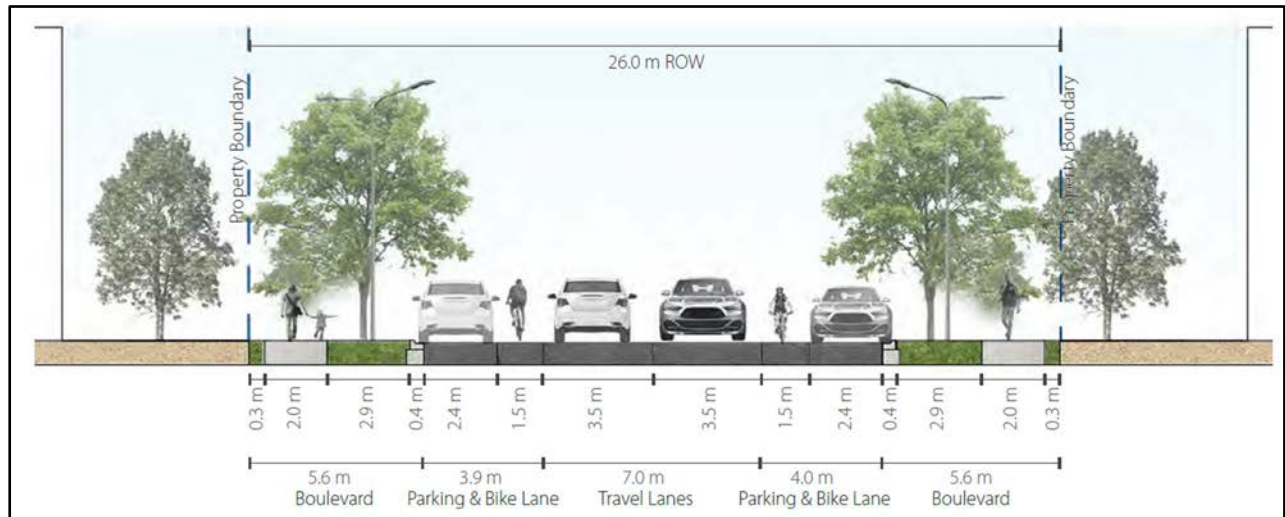 26.0 m ROW
Property Boundary
Property Boundary
0.3 m
2.0 m
2.9 m
0.4 m
2.4 m
1.5 m
3.5 m
3.5 m
1.5 m
2.4 m
0.4 m
2.9 m
2.0 m
0.3 m
5.6 m
Boulevard
3.9 m
Parking & Bike Lane
7.0 m
Travel Lanes
4.0 m
Parking & Bike Lane
5.6 m
Boulevard